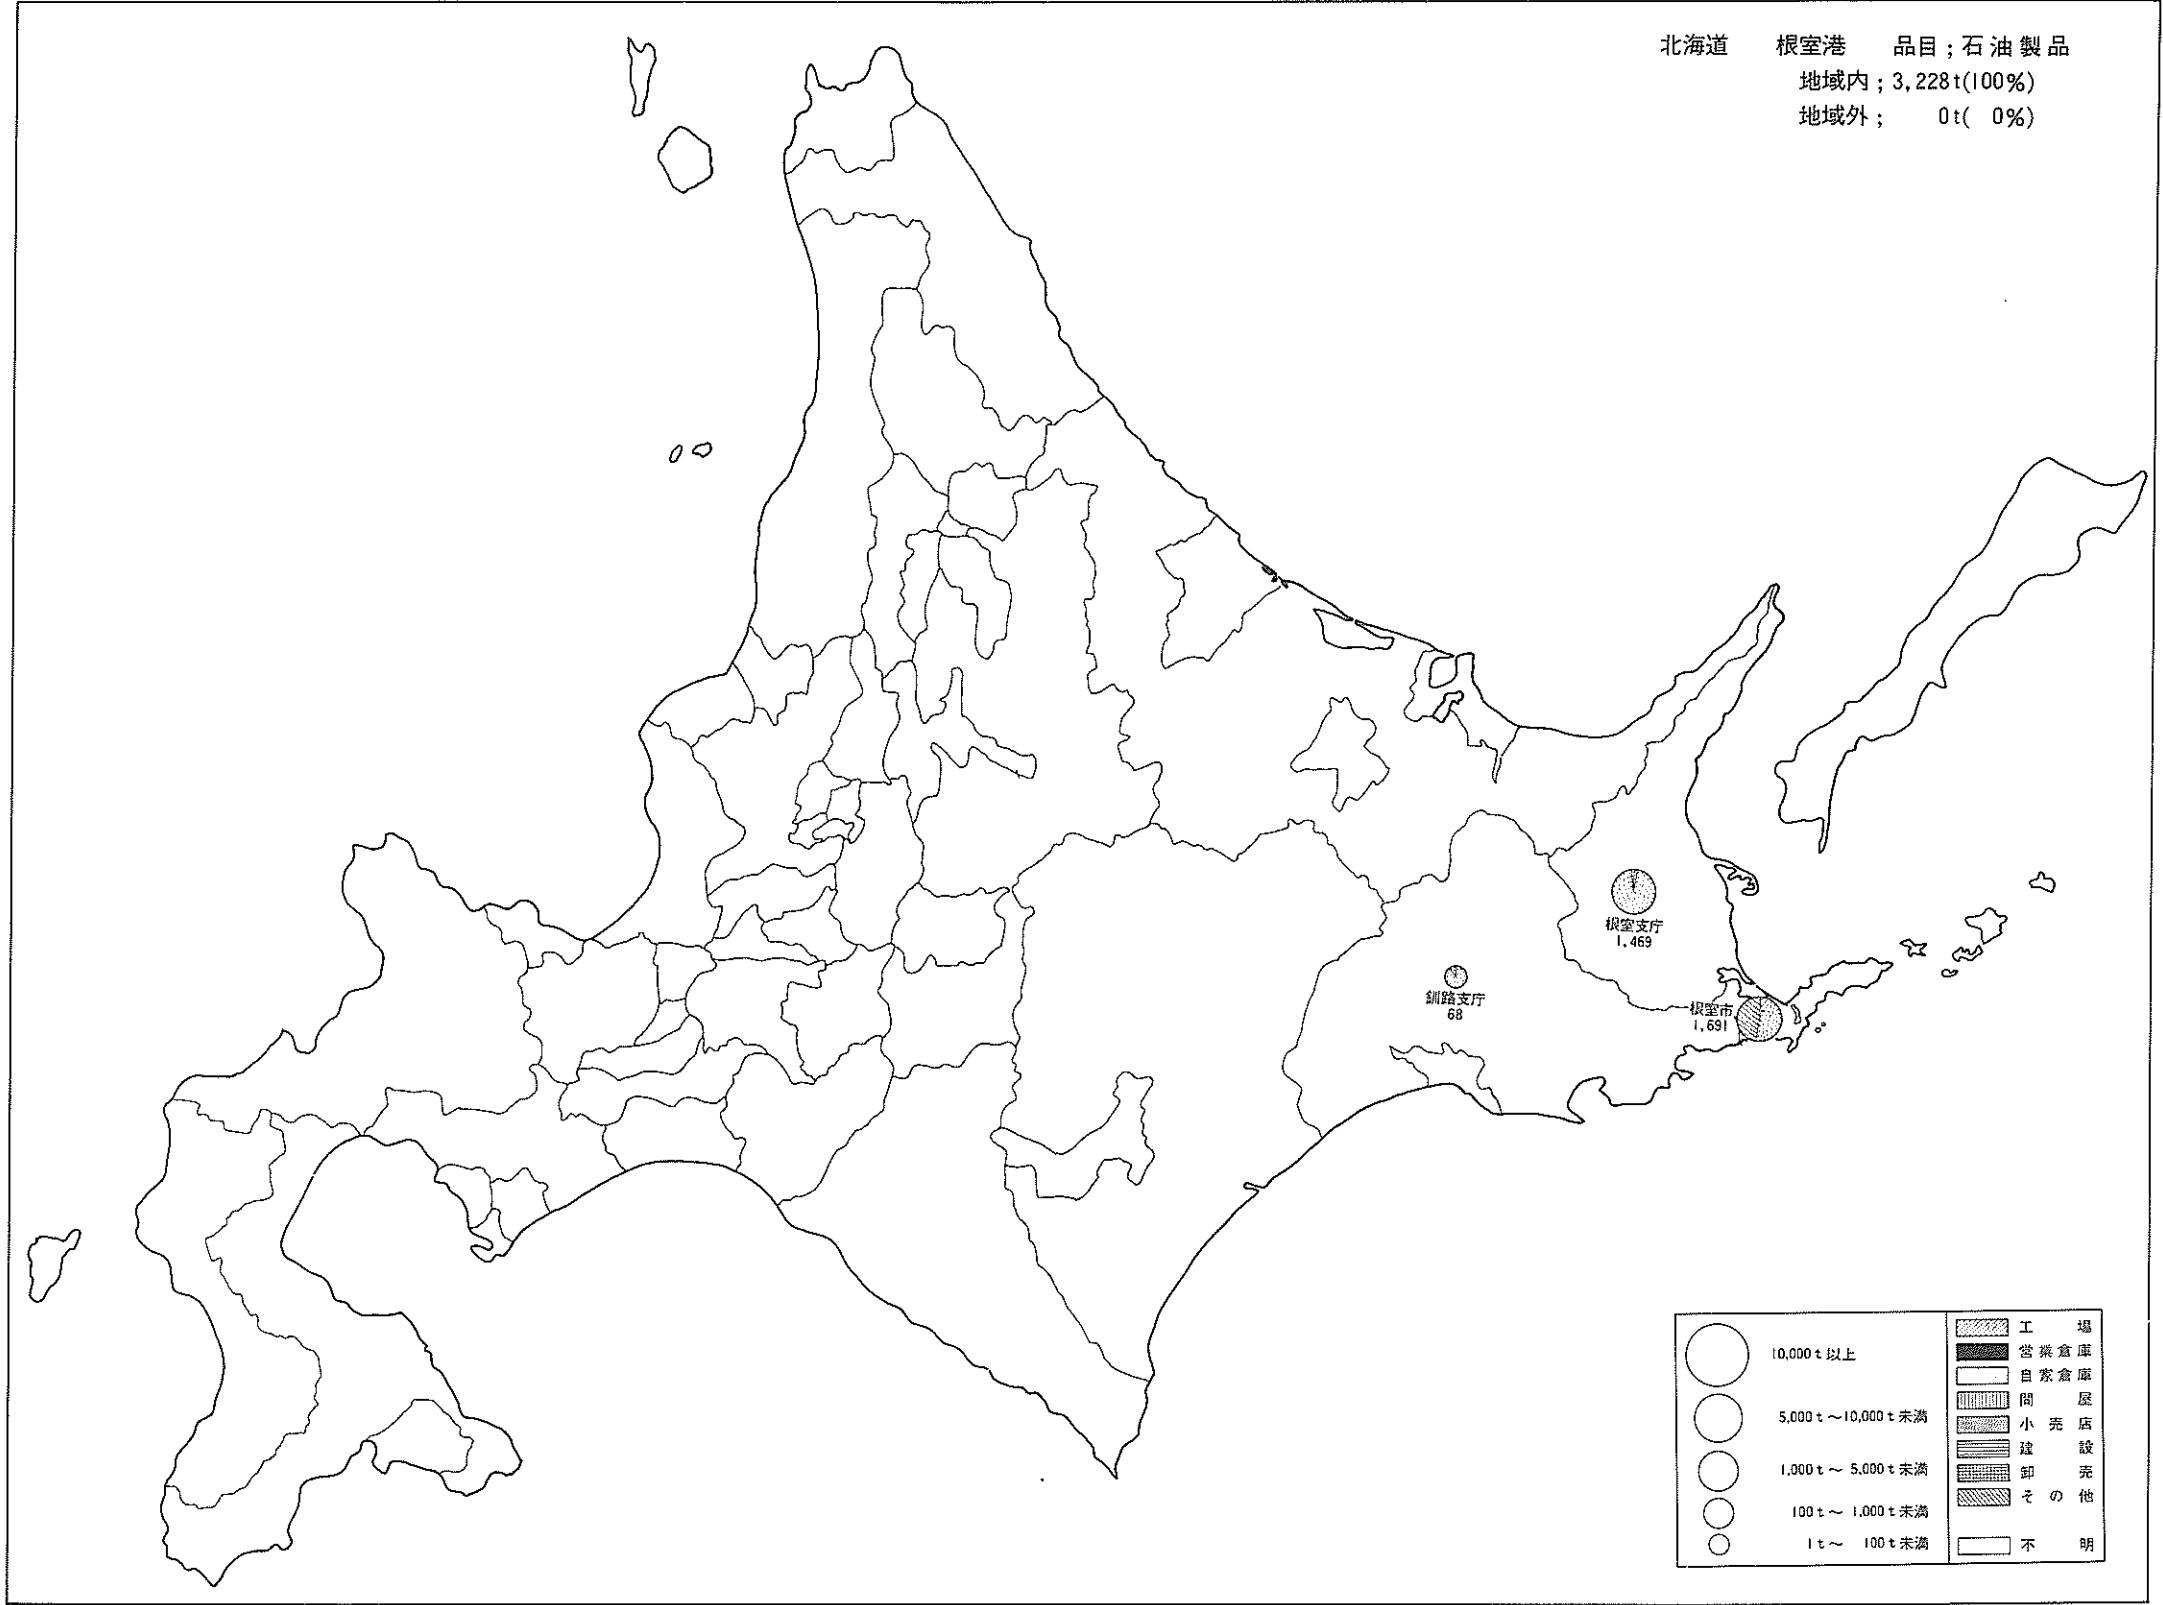 北海道 根室港 品目；石油製品
地域内；3,228t(100%)
地域外； 0t( 0%)
根室支庁
1,469
釧路支庁
68
根室市
1,691
10,000t以上
5,000t～10,000t未満
1,000t～5,000t未満
100t～1,000t未満
1t～ 100t未満
工場
営業倉庫
自家倉庫
問屋
小売店
建設
卸売
その他
不明